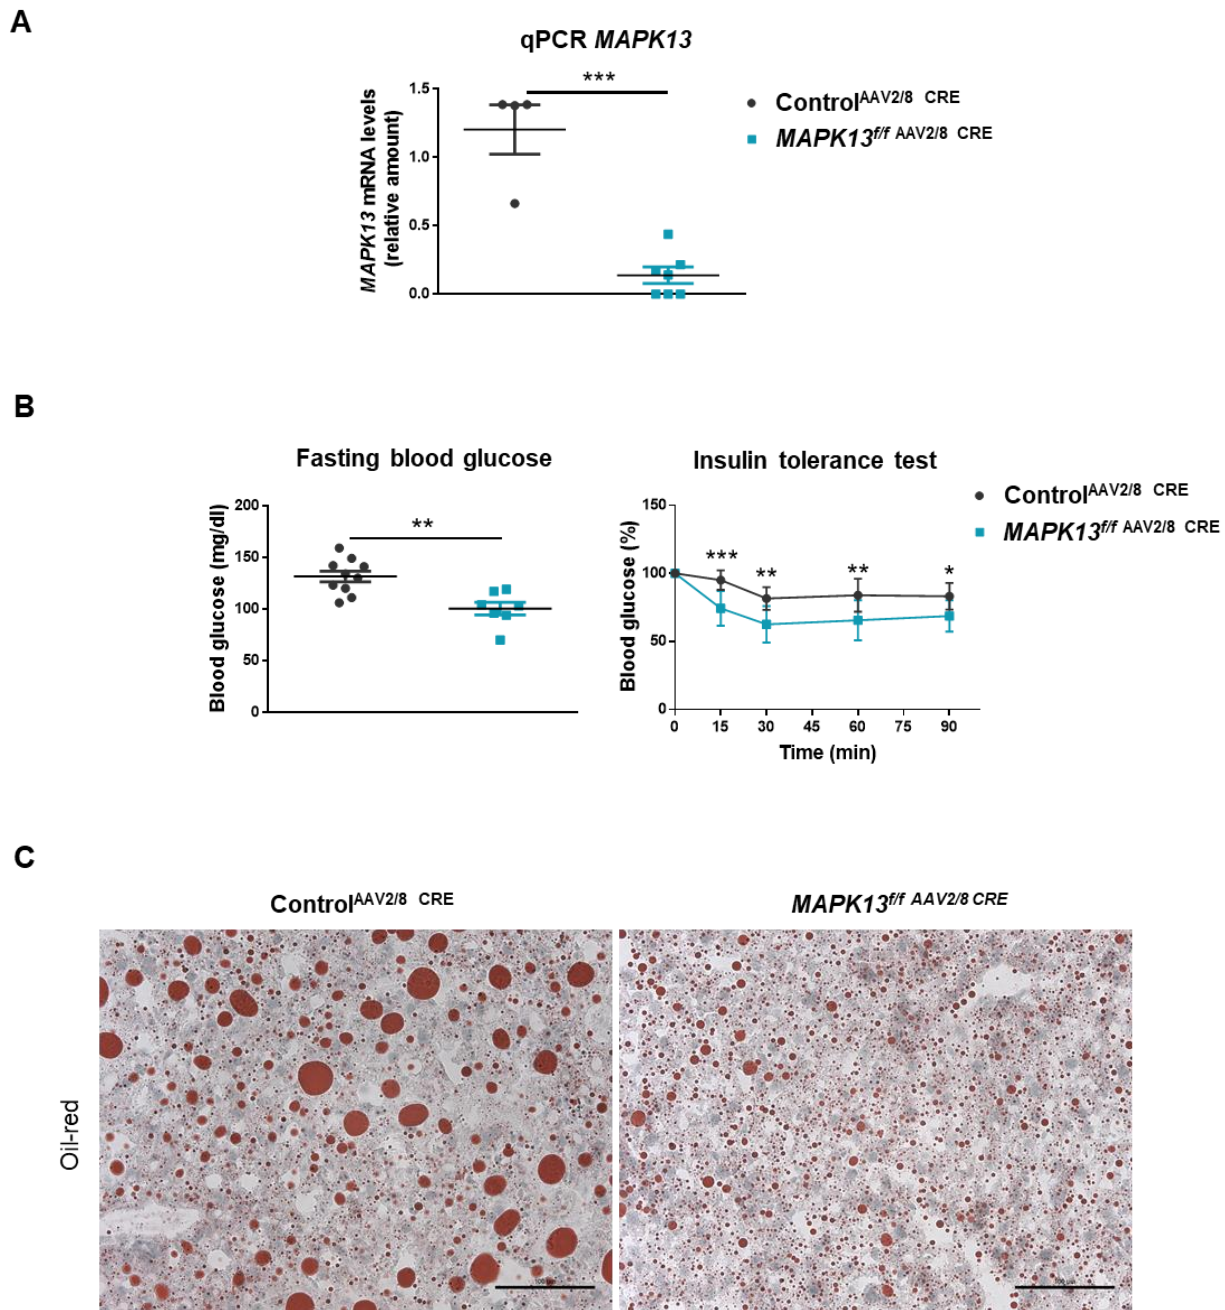 A
qPCR MAPK13
***
1.5
1.0
0.5
0.0
MAPK13 mRNA levels
(relative amount)
Control AAV2/8 CRE
MAPK13 f/f AAV2/8 CRE
B
Fasting blood glucose
**
200
150
100
50
0
Blood glucose (mg/dl)
Insulin tolerance test
*** ** ** *
150
100
50
0
Blood glucose (%)
0 15 30 45 60 75 90
Time (min)
Control AAV2/8 CRE
MAPK13 f/f AAV2/8 CRE
C
Control AAV2/8 CRE
MAPK13 f/f AAV2/8 CRE
Oil-red